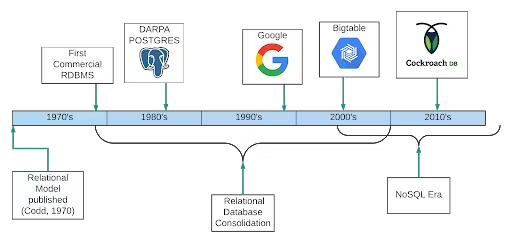 First
Commercial
RDBMS
DARPA
POSTGRES
Google
Bigtable
Cockroach DB
1970's
1980's
1990's
2000's
2010's
Relational
Model
published
(Codd, 1970)
Relational
Database
Consolidation
NoSQL Era